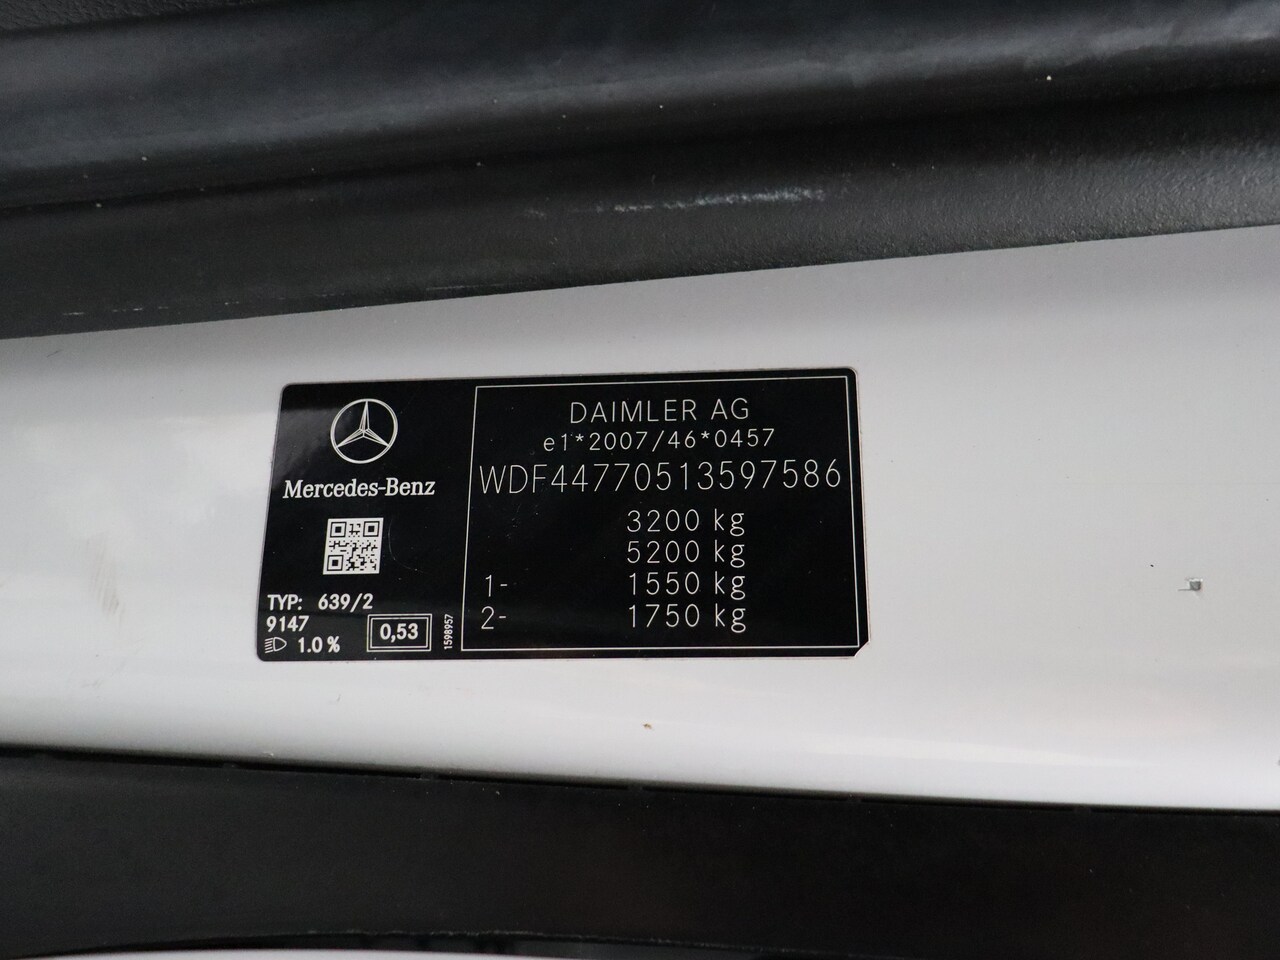 Mercedes-Benz
TYP: 639/2
9147
1.0 %
0,53
1598957
DAIMLER AG
e1*2007/46*0457
WDF44770513597586
3200 kg
5200 kg
1- 1550 kg
2- 1750 kg